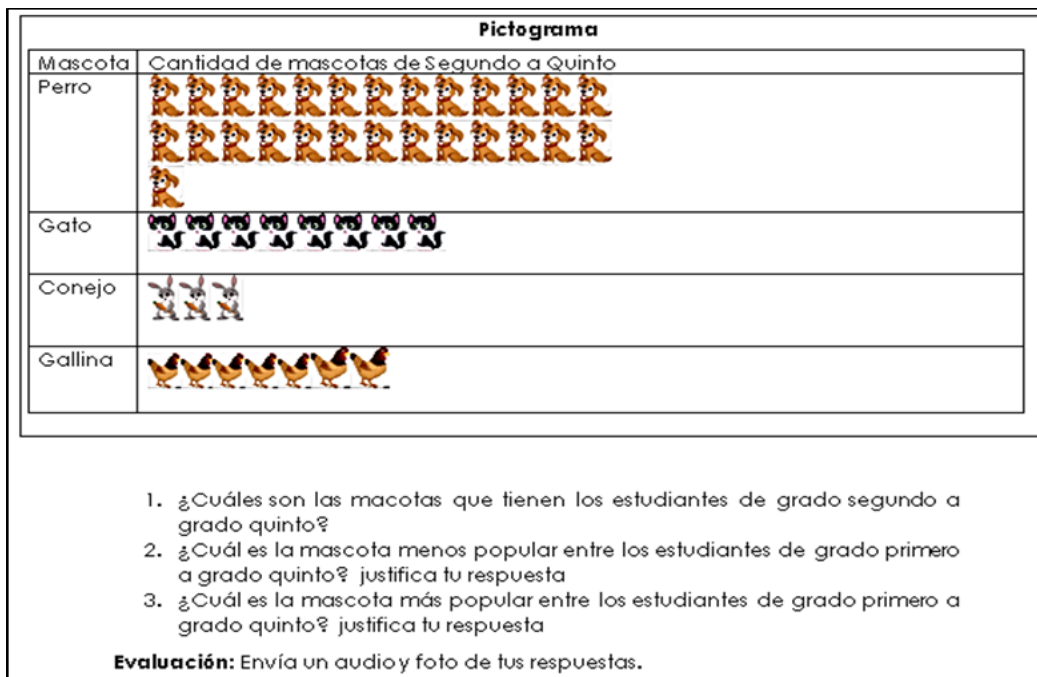 Pictograma
Mascota Cantidad de mascotas de Segundo a Quinto
Perro
Gato
Conejo
Gallina
1. ¿Cuáles son las macotas que tienen los estudiantes de grado segundo a
grado quinto?
2. ¿Cuál es la mascota menos popular entre los estudiantes de grado primero
a grado quinto? justifica tu respuesta
3. ¿Cuál es la mascota más popular entre los estudiantes de grado primero a
grado quinto? justifica tu respuesta
Evaluación: Envía un audio y foto de tus respuestas.